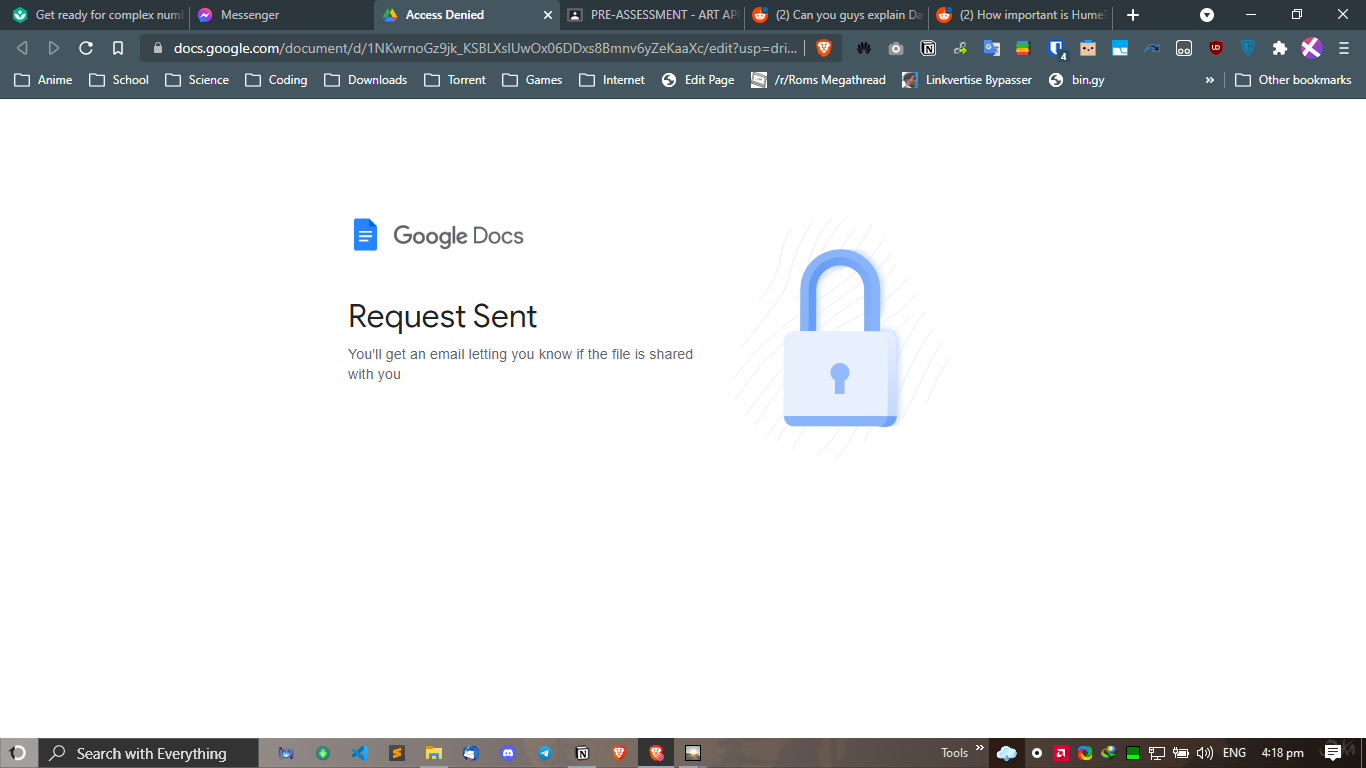 Get ready for complex num
Messenger
Access Denied
PRE-ASSESSMENT - ART AP
(2) Can you guys explain Da
(2) How important is Hume?
docs.google.com/document/d/1NKwrnoGz9jk_KSBLXsIUwOx06DDxs8Bmnv6yZeKaaXc/edit?usp=dri...
4
Anime
School
Science
Coding
Downloads
Torrent
Games
Internet
Edit Page
/r/Roms Megathread
Linkvertise Bypasser
bin.gy
»
Other bookmarks
Google Docs
Request Sent
You'll get an email letting you know if the file is shared
with you
Search with Everything
Tools
»
ENG
4:18 pm